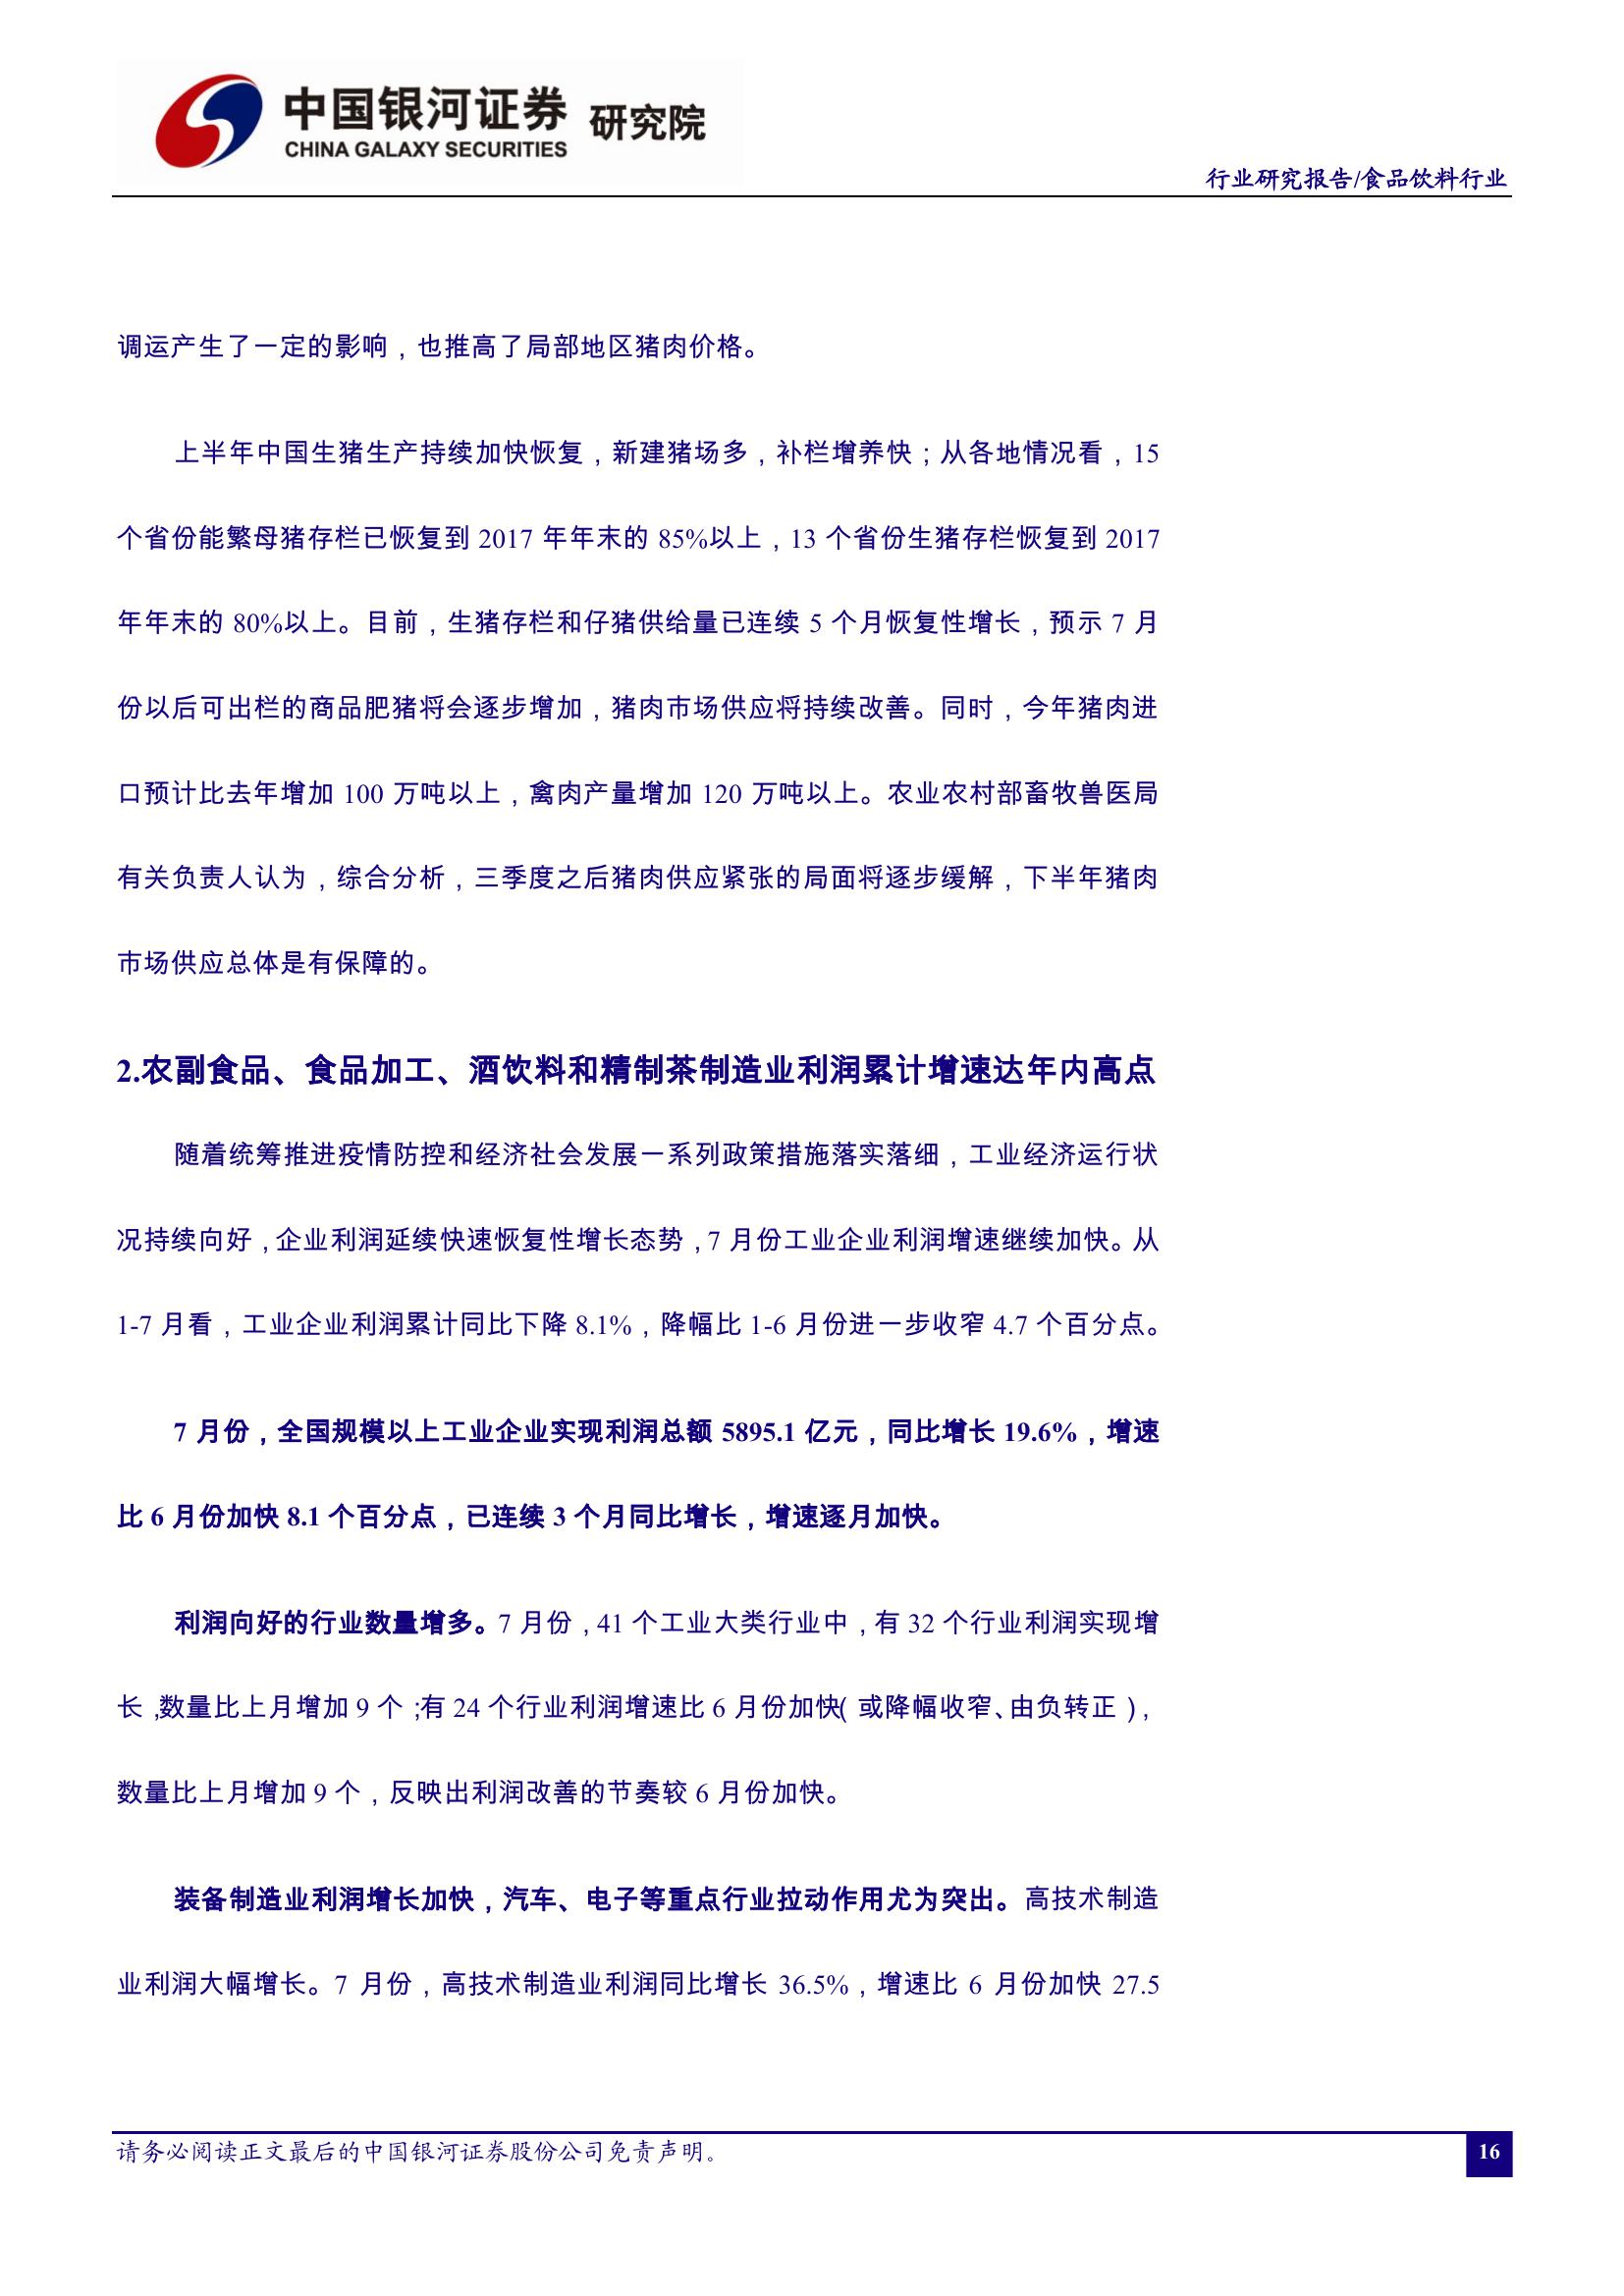 中国银河证券 研究院
CHINA GALAXY SECURITIES
行业研究报告/食品饮料行业
调运产生了一定的影响，也推高了局部地区猪肉价格。
上半年中国生猪生产持续加快恢复，新建猪场多，补栏增养快；从各地情况看，15
个省份能繁母猪存栏已恢复到 2017 年年末的 85%以上，13 个省份生猪存栏恢复到 2017
年年末的 80%以上。目前，生猪存栏和仔猪供给量已连续 5 个月恢复性增长，预示 7 月
份以后可出栏的商品肥猪将会逐步增加，猪肉市场供应将持续改善。同时，今年猪肉进
口预计比去年增加 100 万吨以上，禽肉产量增加 120 万吨以上。农业农村部畜牧兽医局
有关负责人认为，综合分析，三季度之后猪肉供应紧张的局面将逐步缓解，下半年猪肉
市场供应总体是有保障的。
2.农副食品、食品加工、酒饮料和精制茶制造业利润累计增速达年内高点
随着统筹推进疫情防控和经济社会发展一系列政策措施落实落细，工业经济运行状
况持续向好，企业利润延续快速恢复性增长态势，7 月份工业企业利润增速继续加快。从
1-7 月看，工业企业利润累计同比下降 8.1%，降幅比 1-6 月份进一步收窄 4.7 个百分点。
7 月份，全国规模以上工业企业实现利润总额 5895.1 亿元，同比增长 19.6%，增速
比 6 月份加快 8.1 个百分点，已连续 3 个月同比增长，增速逐月加快。
利润向好的行业数量增多。7 月份，41 个工业大类行业中，有 32 个行业利润实现增
长，数量比上月增加 9 个；有 24 个行业利润增速比 6 月份加快（或降幅收窄、由负转正），
数量比上月增加 9 个，反映出利润改善的节奏较 6 月份加快。
装备制造业利润增长加快，汽车、电子等重点行业拉动作用尤为突出。高技术制造
业利润大幅增长。7 月份，高技术制造业利润同比增长 36.5%，增速比 6 月份加快 27.5
请务必阅读正文最后的中国银河证券股份公司免责声明。
16